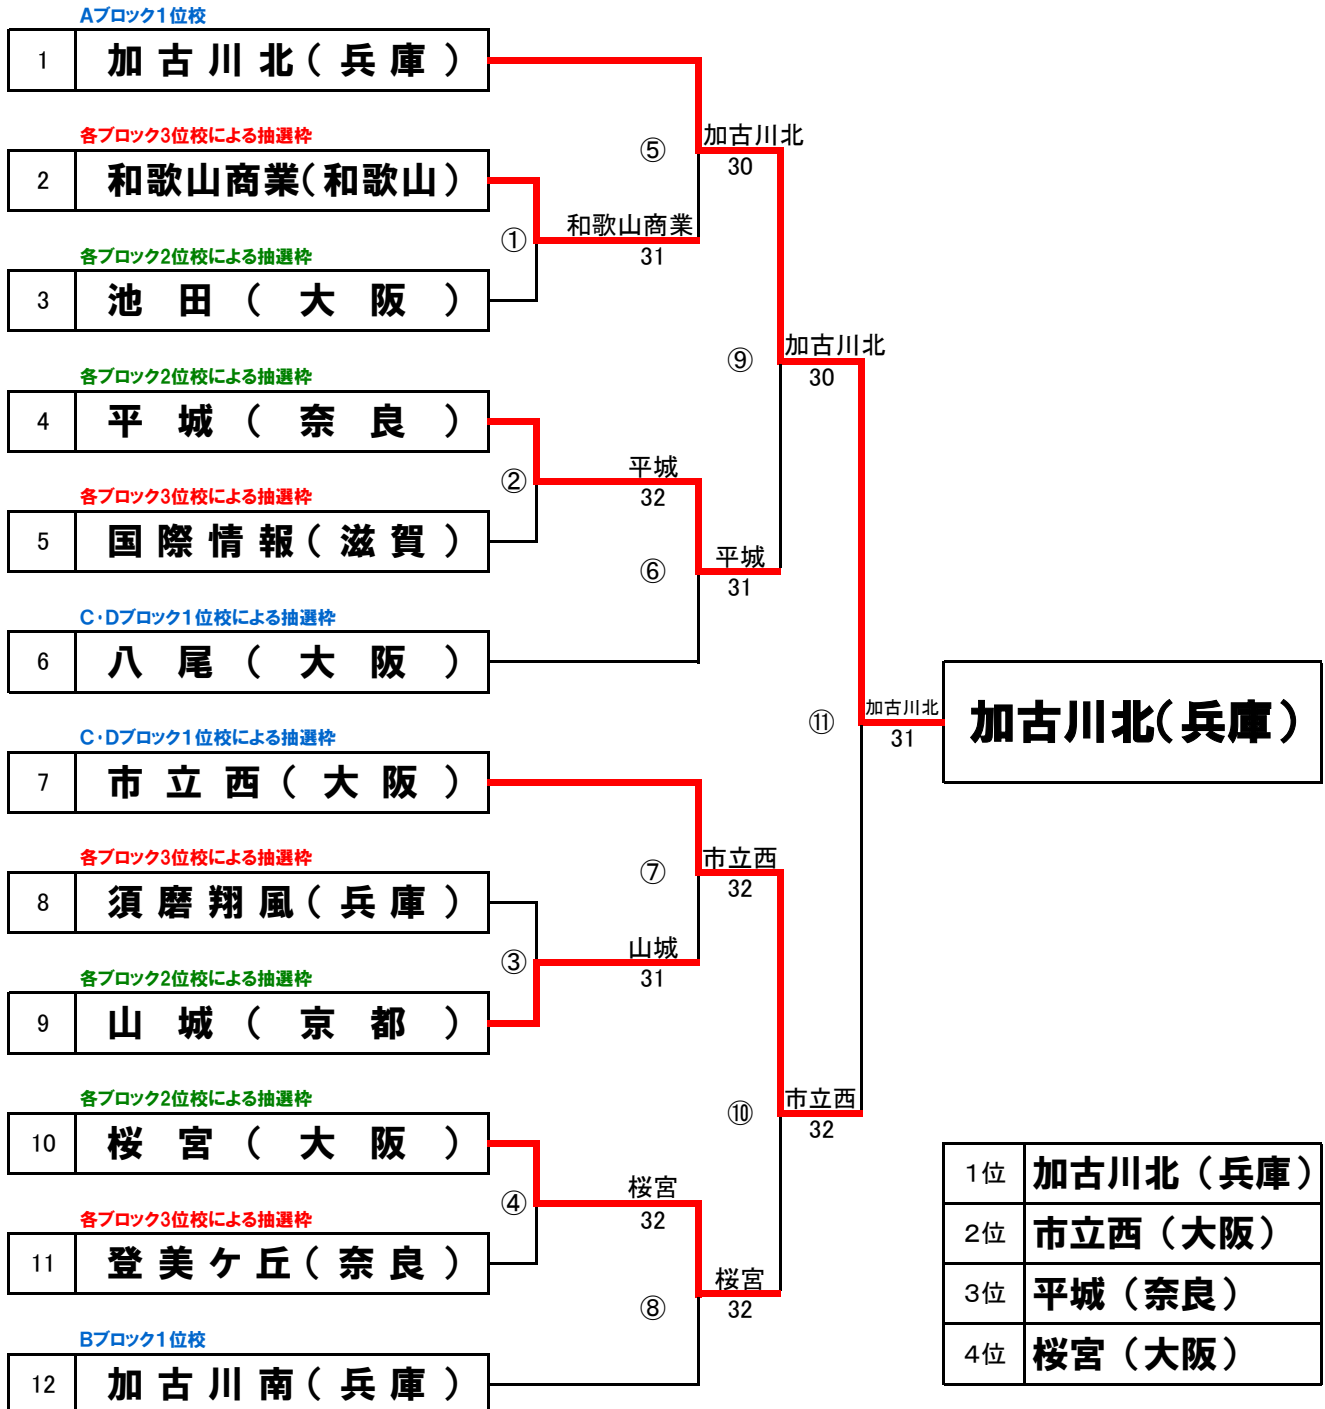 Aブロック1位校
1 加古川北(兵庫)
各ブロック3位校による抽選枠
2 和歌山商業(和歌山)
各ブロック2位校による抽選枠
3 池田(大阪)
各ブロック2位校による抽選枠
4 平城(奈良)
各ブロック3位校による抽選枠
5 国際情報(滋賀)
C・Dブロック1位校による抽選枠
6 八尾(大阪)
C・Dブロック1位校による抽選枠
7 市立西(大阪)
各ブロック3位校による抽選枠
8 須磨翔風(兵庫)
各ブロック2位校による抽選枠
9 山城(京都)
各ブロック2位校による抽選枠
10 桜宮(大阪)
各ブロック3位校による抽選枠
11 登美ケ丘(奈良)
Bブロック1位校
12 加古川南(兵庫)
① 和歌山商業
31
② 平城
32
③ 山城
31
④ 桜宮
32
⑤ 加古川北
30
⑥ 平城
31
⑦ 市立西
32
⑧ 桜宮
32
⑨ 加古川北
30
⑩ 市立西
32
⑪ 加古川北
31
加古川北(兵庫)
1位 加古川北(兵庫)
2位 市立西(大阪)
3位 平城(奈良)
4位 桜宮(大阪)